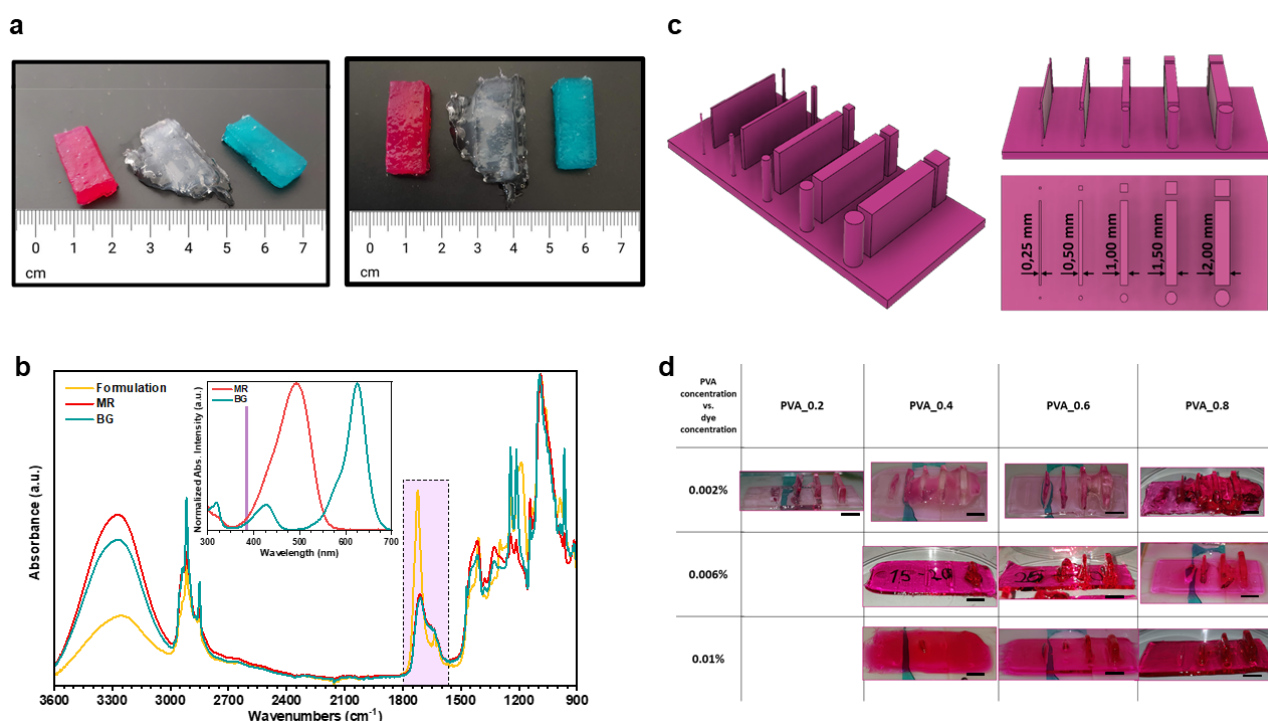 a
0 1 2 3 4 5 6 7
cm
0 1 2 3 4 5 6 7
cm
b
Formulation
MR
BG
Absorbance (a.u.)
3600 3000 2700 2400 2100 1800 1500 1200 900
Wavenumbers (cm⁻¹)
MR
BG
Normalized Abs. Intensity (a.u.)
300 400 500 600 700
Wavelength (nm)
c
0,25 mm
0,50 mm
1,00 mm
1,50 mm
2,00 mm
d
PVA
concentration
vs.
dye
concentration
PVA_0.2 PVA_0.4 PVA_0.6 PVA_0.8
0.002%
0.006%
15-20
0.01%